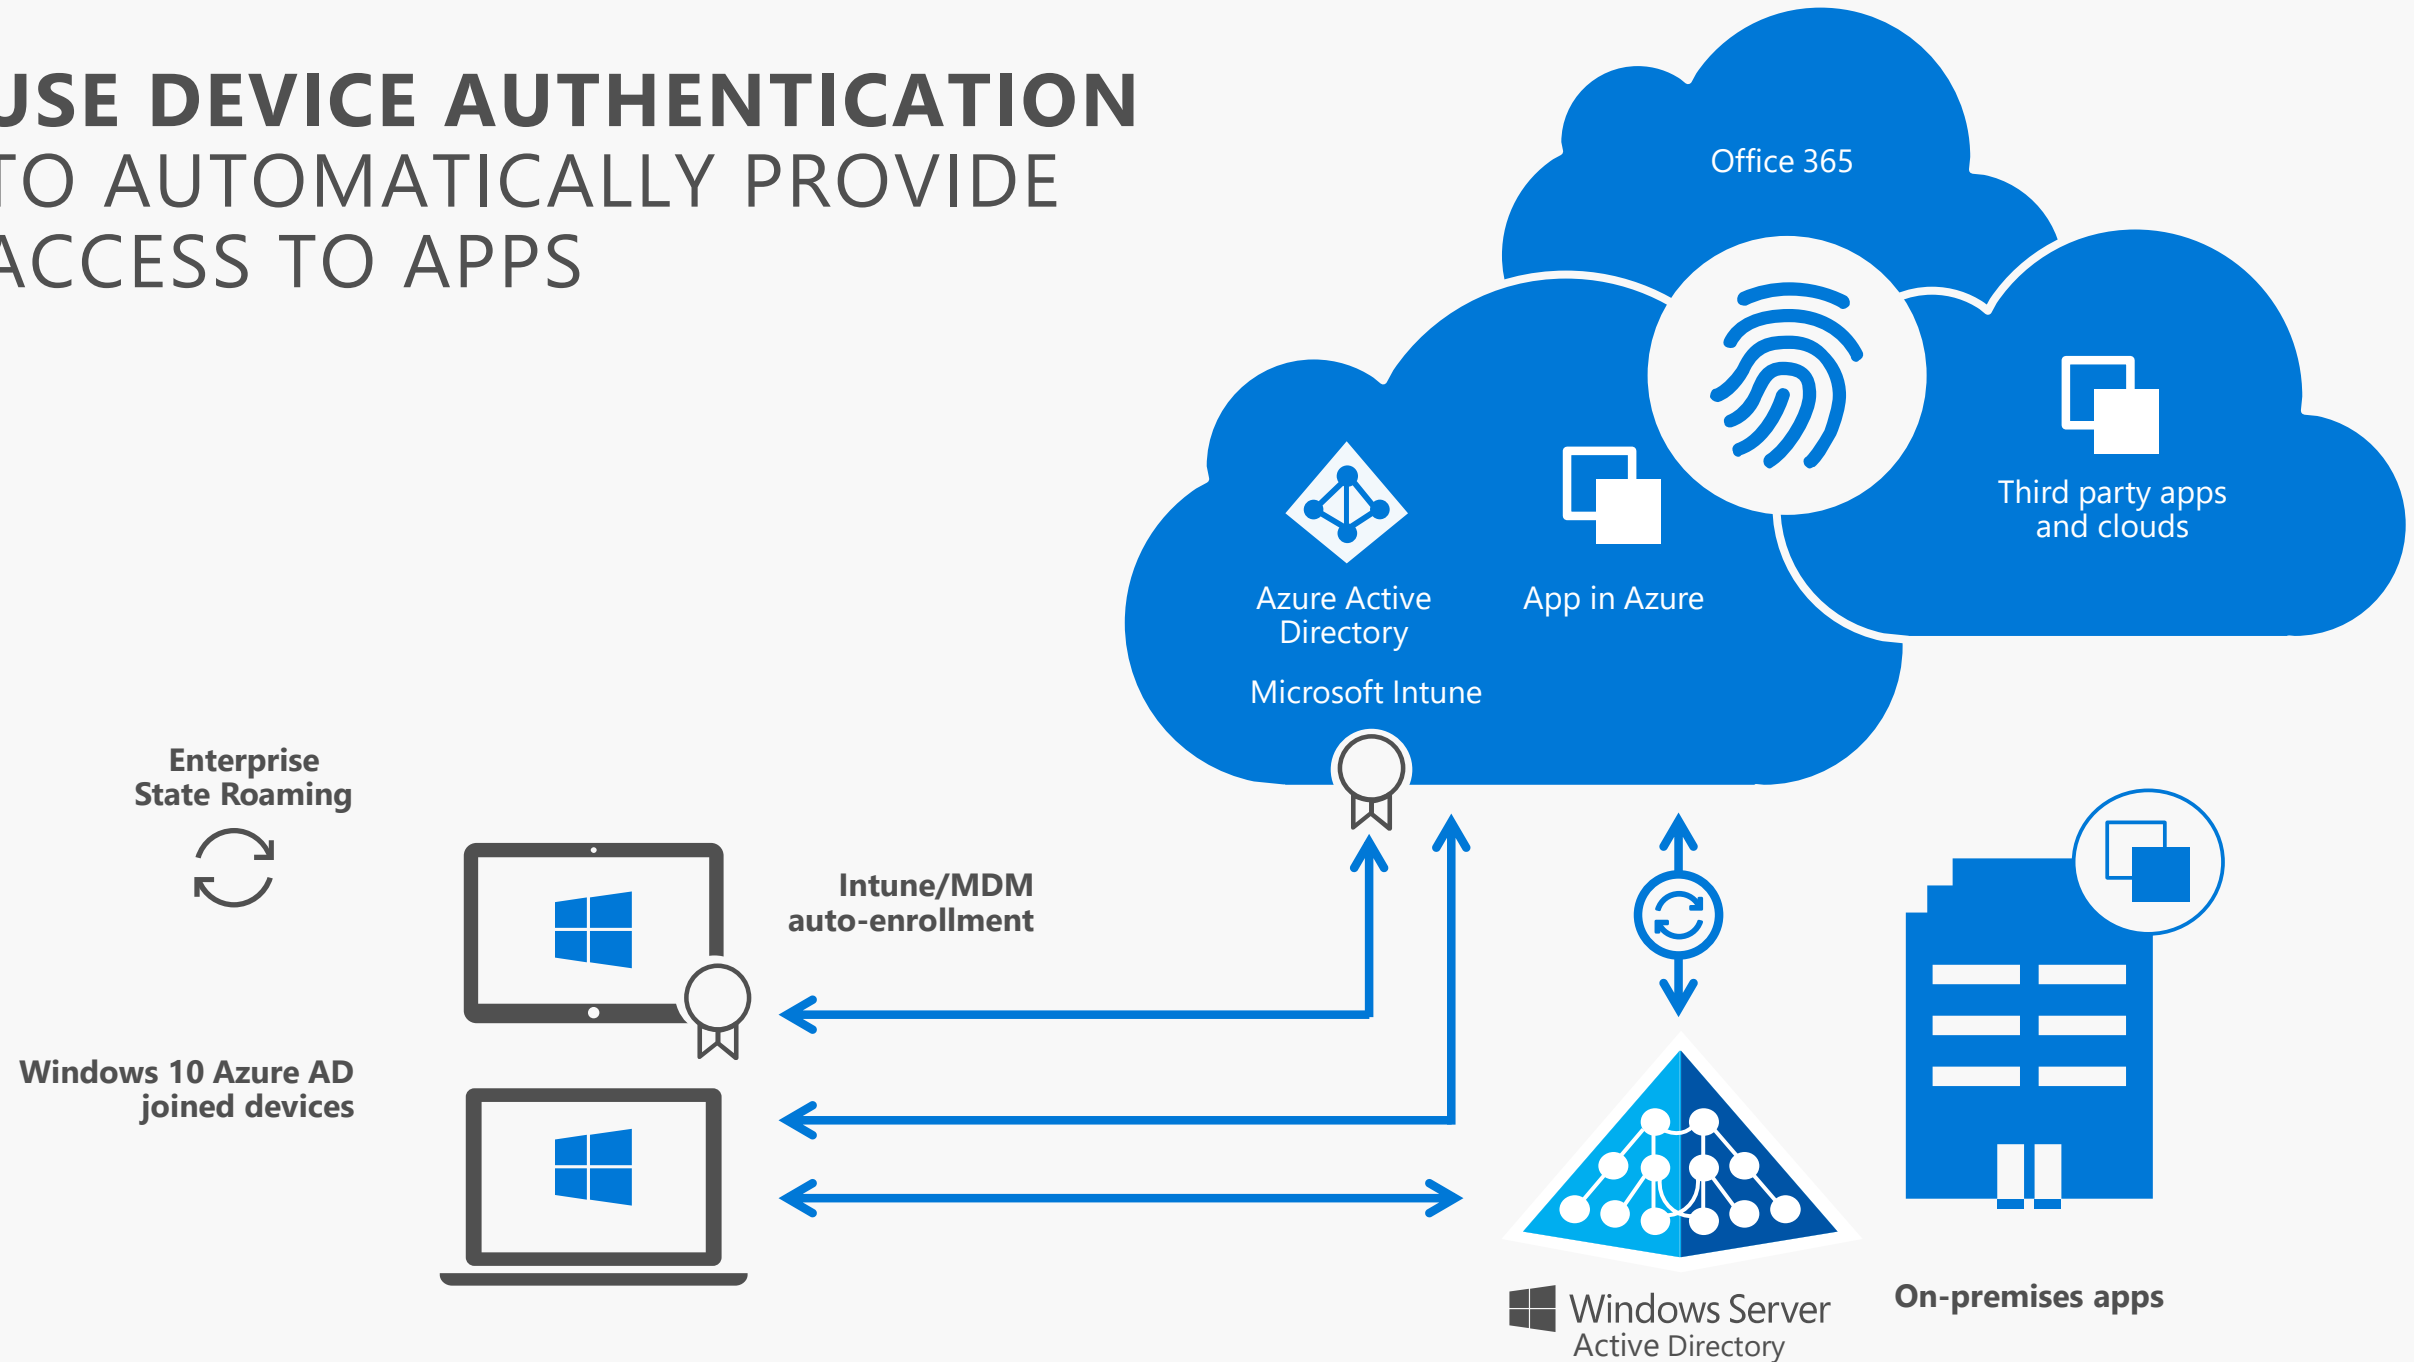 USE DEVICE AUTHENTICATION
TO AUTOMATICALLY PROVIDE
ACCESS TO APPS
Office 365
Third party apps
and clouds
Azure Active
Directory
App in Azure
Microsoft Intune
Enterprise
State Roaming
Intune/MDM
auto-enrollment
Windows 10 Azure AD
joined devices
Windows Server
Active Directory
On-premises apps